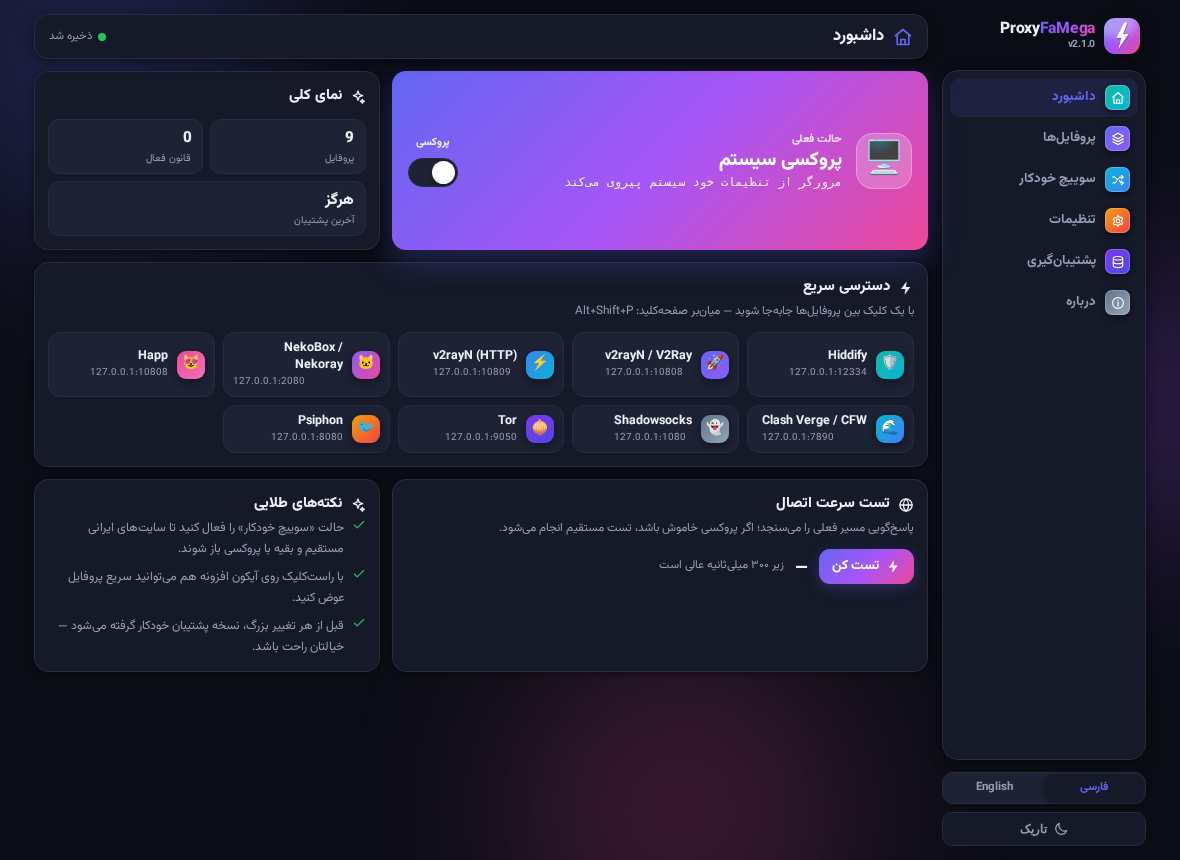 ProxyFaMega
v2.1.0
داشبورد
پروفایل‌ها
سوییچ خودکار
تنظیمات
پشتیبان‌گیری
درباره
فارسی
English
تاریک
داشبورد
ذخیره شد
حالت فعلی
پروکسی سیستم
مرورگر از تنظیمات خود سیستم پیروی می‌کند
پروکسی
نمای کلی
9
پروفایل
0
قانون فعال
هرگز
آخرین پشتیبان
دسترسی سریع
با یک کلیک بین پروفایل‌ها جابه‌جا شوید — میان‌بر صفحه‌کلید: Alt+Shift+P
Hiddify
127.0.0.1:12334
v2rayN / V2Ray
127.0.0.1:10808
v2rayN (HTTP)
127.0.0.1:10809
NekoBox /
Nekoray
127.0.0.1:2080
Happ
127.0.0.1:10808
Clash Verge / CFW
127.0.0.1:7890
Shadowsocks
127.0.0.1:1080
Tor
127.0.0.1:9050
Psiphon
127.0.0.1:8080
تست سرعت اتصال
پاسخ‌گویی مسیر فعلی را می‌سنجد؛ اگر پروکسی خاموش باشد، تست مستقیم انجام می‌شود.
تست کن
—
زیر ۳۰۰ میلی‌ثانیه عالی است
نکته‌های طلایی
حالت «سوییچ خودکار» را فعال کنید تا سایت‌های ایرانی
مستقیم و بقیه با پروکسی باز شوند.
با راست‌کلیک روی آیکون افزونه هم می‌توانید سریع پروفایل
عوض کنید.
قبل از هر تغییر بزرگ، نسخه پشتیبان خودکار گرفته می‌شود —
خیالتان راحت باشد.